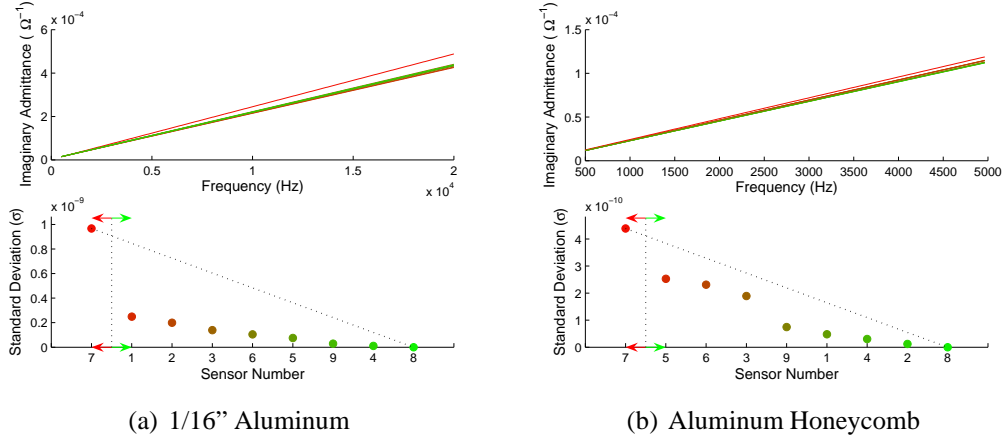 x 10⁻⁴
6
4
2
0
Imaginary Admittance ( Ω⁻¹)
0 0.5 1 1.5 2
Frequency (Hz)
x 10⁴
x 10⁻⁹
1
0.8
0.6
0.4
0.2
0
Standard Deviation (σ)
7 1 2 3 6 5 9 4 8
Sensor Number
(a) 1/16” Aluminum
x 10⁻⁴
1.5
1
0.5
0
Imaginary Admittance ( Ω⁻¹)
500 1000 1500 2000 2500 3000 3500 4000 4500 5000
Frequency (Hz)
x 10⁻¹⁰
4
3
2
1
0
Standard Deviation (σ)
7 5 6 3 9 1 4 2 8
Sensor Number
(b) Aluminum Honeycomb